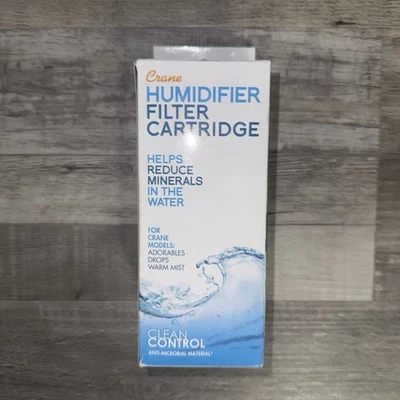 Crane
HUMIDIFIER
FILTER
CARTRIDGE
HELPS
REDUCE
MINERALS
IN THE
WATER
FOR
CRANE
MODELS:
ADORABLES
DROPS
WARM MIST
CLEAN
CONTROL
ANTI-MICROBIAL MATERIAL*